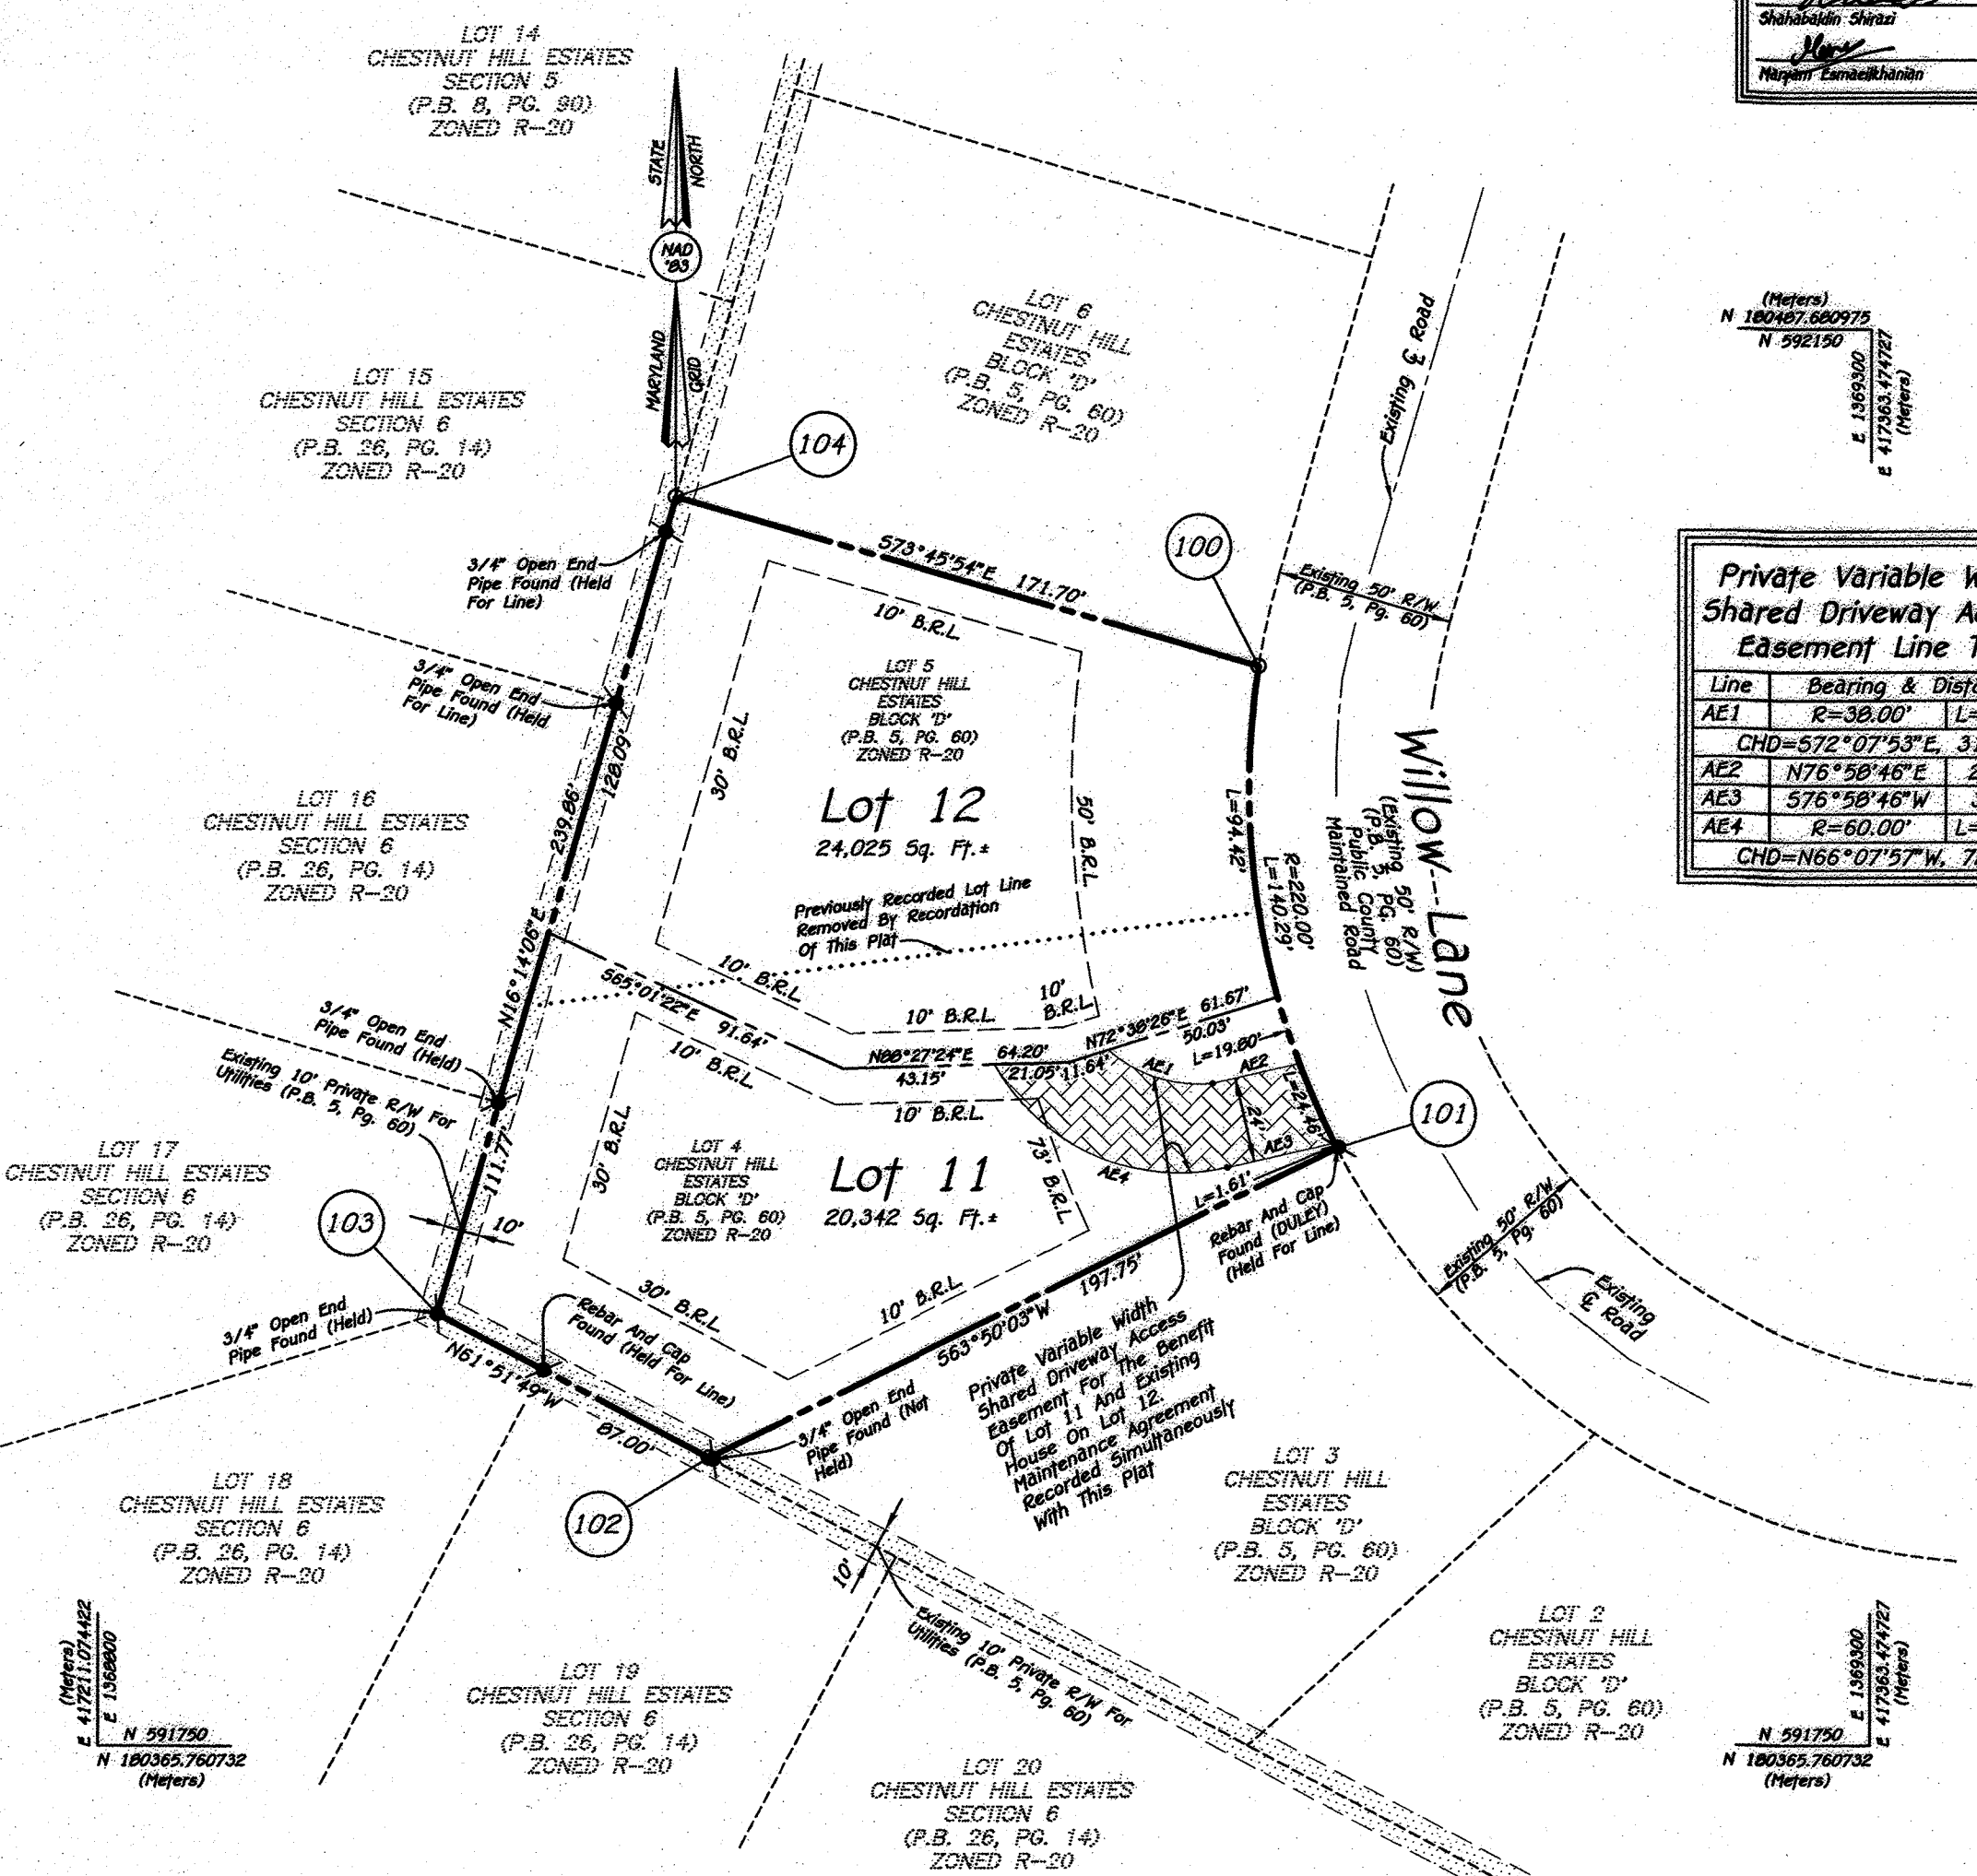 Shahabaldin Shirazi
Maryam Esmaeilkhanian
LOT 14
CHESTNUT HILL ESTATES
SECTION 5
(P.B. 8, PG. 90)
ZONED R-20
STATE
NORTH
NAD
'83
MARYLAND
GRID
LOT 6
CHESTNUT HILL
ESTATES
BLOCK 'D'
(P.B. 5, PG. 60)
ZONED R-20
Existing ℄ Road
(Meters)
N 180487.680975
N 592150
E 1369300
E 417363.474727
(Meters)
LOT 15
CHESTNUT HILL ESTATES
SECTION 6
(P.B. 26, PG. 14)
ZONED R-20
104
100
3/4" Open End
Pipe Found (Held
For Line)
S73°45'54"E 171.70'
Existing 50' R/W
(P.B. 5, Pg. 60)
Private Variable W
Shared Driveway A
Easement Line
Line Bearing & Dist
AE1 R=38.00' L=
CHD=S72°07'53"E, 3
AE2 N76°58'46"E 2
AE3 S76°58'46"W
AE4 R=60.00' L=
CHD=N66°07'57"W, 7
10' B.R.L.
3/4" Open End
Pipe Found (Held
For Line)
LOT 5
CHESTNUT HILL
ESTATES
BLOCK 'D'
(P.B. 5, PG. 60)
ZONED R-20
30' B.R.L.
Lot 12
24,025 Sq. Ft.±
50' B.R.L.
L=94.42'
R=220.00'
L=140.29'
Willow Lane
(Existing 50' R/W)
(P.B. 5, PG. 60)
Public County
Maintained Road
LOT 16
CHESTNUT HILL ESTATES
SECTION 6
(P.B. 26, PG. 14)
ZONED R-20
N16°14'06"E 239.86'
128.09'
Previously Recorded Lot Line
Removed By Recordation
Of This Plat
10' B.R.L.
10' B.R.L.
10'
B.R.L.
S65°01'22"E 91.64'
N88°27'24"E 64.20'
43.15'
21.05'
11.64'
N72°38'26"E 61.67'
50.03'
L=19.80'
AE1
AE2
L=24.46'
24'
AE3
AE4
L=1.61'
101
3/4" Open End
Pipe Found (Held)
Existing 10' Private R/W For
Utilities (P.B. 5, Pg. 60)
10' B.R.L.
10' B.R.L.
73' B.R.L.
30' B.R.L.
LOT 4
CHESTNUT HILL
ESTATES
BLOCK 'D'
(P.B. 5, PG. 60)
ZONED R-20
Lot 11
20,342 Sq. Ft.±
LOT 17
CHESTNUT HILL ESTATES
SECTION 6
(P.B. 26, PG. 14)
ZONED R-20
111.77'
103
10'
Rebar And Cap
Found (DULEY)
(Held For Line)
Existing 50' R/W
(P.B. 5, Pg. 60)
Existing
℄ Road
30' B.R.L.
10' B.R.L.
3/4" Open End
Pipe Found (Held)
Rebar And Cap
Found (Held For Line)
N61°51'49"W 87.00'
S63°50'03"W 197.75'
3/4" Open End
Pipe Found (Not
Held)
Private Variable Width
Shared Driveway Access
Easement For The Benefit
Of Lot 11 And Existing
House On Lot 12.
Maintenance Agreement
Recorded Simultaneously
With This Plat
102
LOT 18
CHESTNUT HILL ESTATES
SECTION 6
(P.B. 26, PG. 14)
ZONED R-20
LOT 3
CHESTNUT HILL
ESTATES
BLOCK 'D'
(P.B. 5, PG. 60)
ZONED R-20
10'
Existing 10' Private R/W For
Utilities (P.B. 5, Pg. 60)
(Meters)
E 417211.074422
E 1368800
N 591750
N 180365.760732
(Meters)
LOT 19
CHESTNUT HILL ESTATES
SECTION 6
(P.B. 26, PG. 14)
ZONED R-20
LOT 20
CHESTNUT HILL ESTATES
SECTION 6
(P.B. 26, PG. 14)
ZONED R-20
LOT 2
CHESTNUT HILL
ESTATES
BLOCK 'D'
(P.B. 5, PG. 60)
ZONED R-20
E 1369300
E 417363.474727
(Meters)
N 591750
N 180365.760732
(Meters)